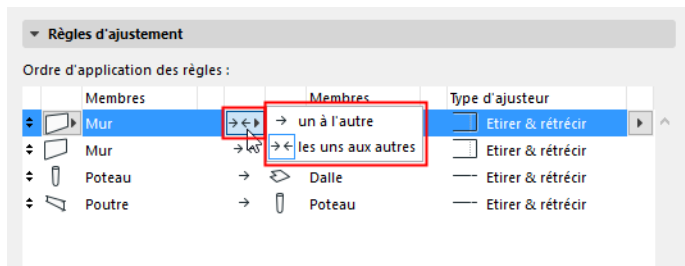 Règles d'ajustement
Ordre d'application des règles :
Membres Membres Type d'ajusteur
Mur un à l'autre Etirer & rétrécir
Mur les uns aux autres Etirer & rétrécir
Poteau Dalle Etirer & rétrécir
Poutre Poteau Etirer & rétrécir